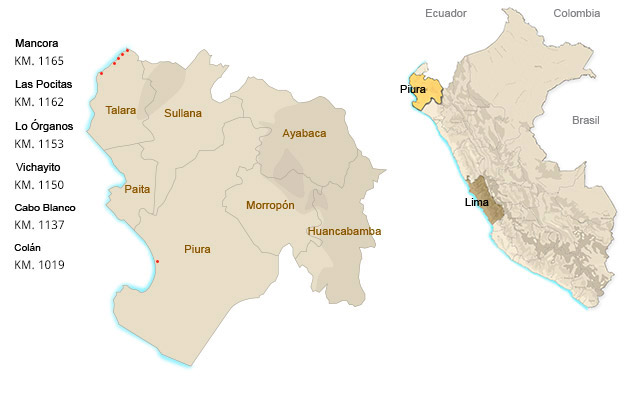 Mancora
KM. 1165
Las Pocitas
KM. 1162
Lo Órganos
KM. 1153
Vichayito
KM. 1150
Cabo Blanco
KM. 1137
Colán
KM. 1019
Talara
Sullana
Ayabaca
Paita
Morropón
Huancabamba
Piura
Ecuador
Colombia
Piura
Brasil
Lima